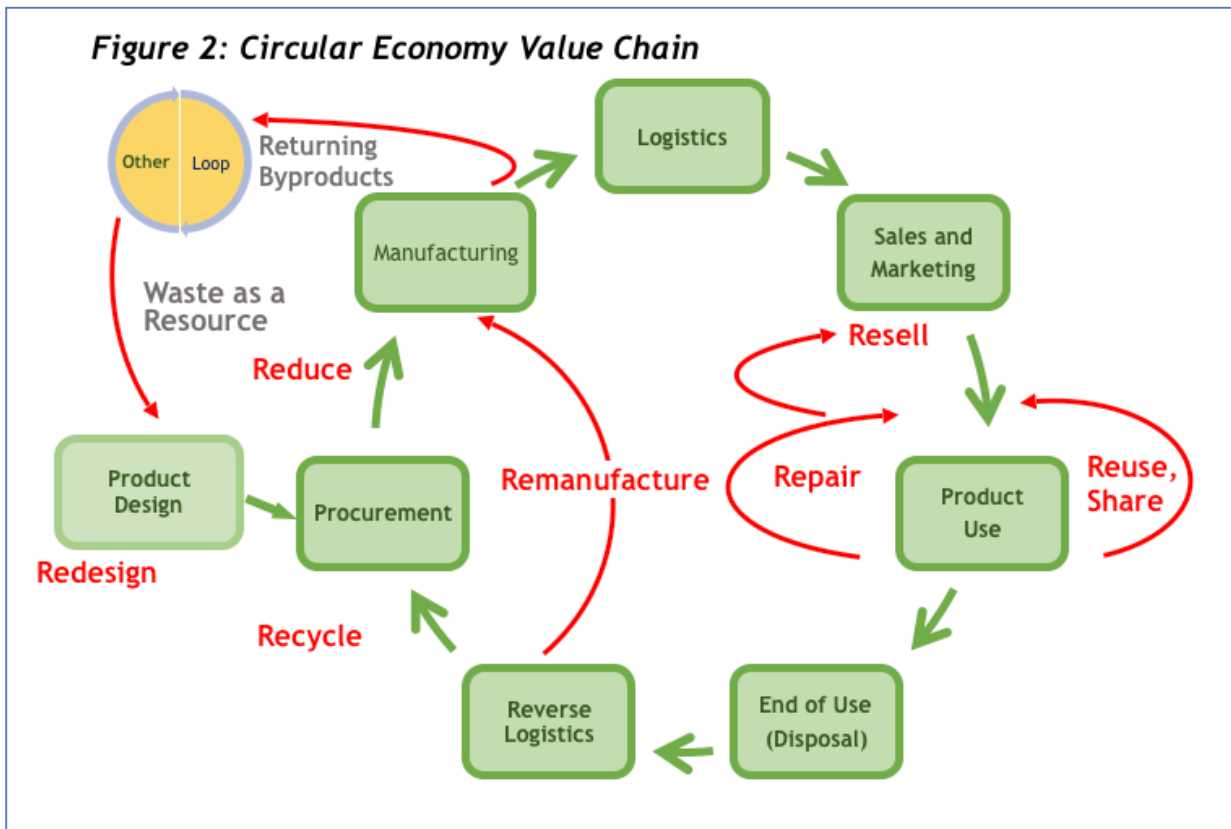 Figure 2: Circular Economy Value Chain
Other
Loop
Returning
Byproducts
Logistics
Manufacturing
Sales and
Marketing
Waste as a
Resource
Reduce
Resell
Product
Design
Procurement
Remanufacture
Repair
Product
Use
Reuse,
Share
Redesign
Recycle
Reverse
Logistics
End of Use
(Disposal)